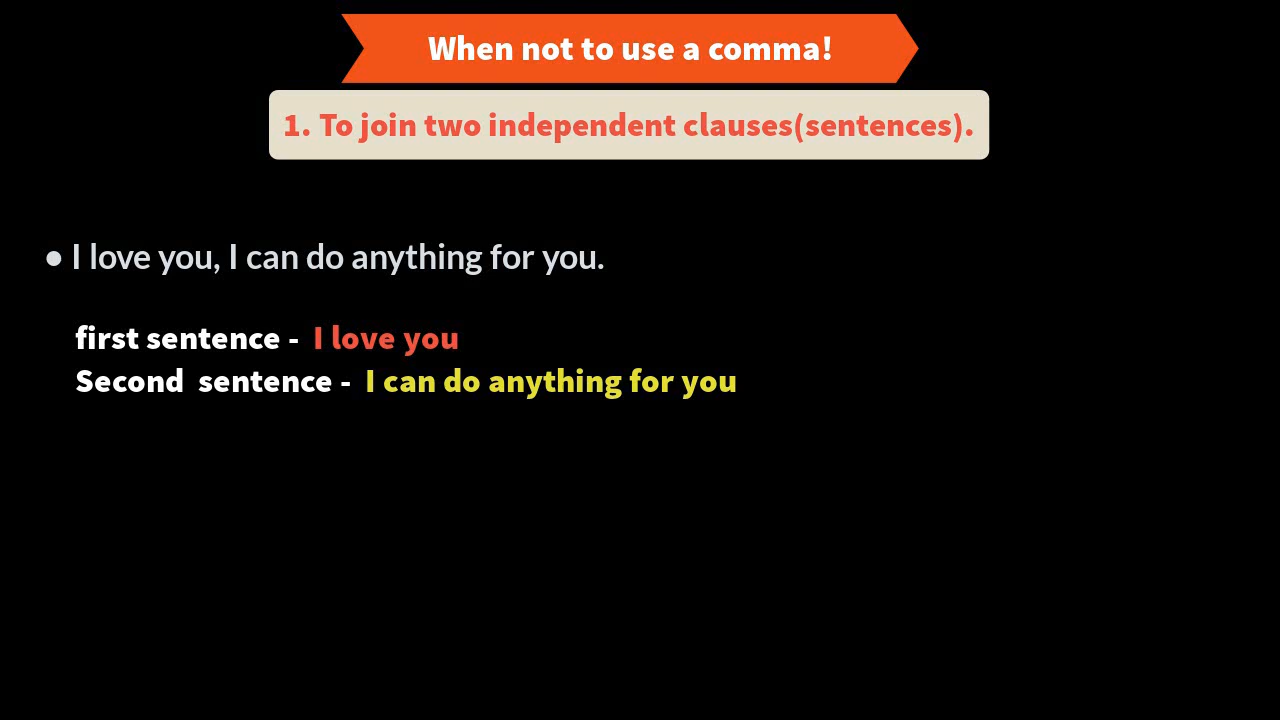 When not to use a comma!
1. To join two independent clauses(sentences).
● I love you, I can do anything for you.
first sentence - I love you
Second sentence - I can do anything for you